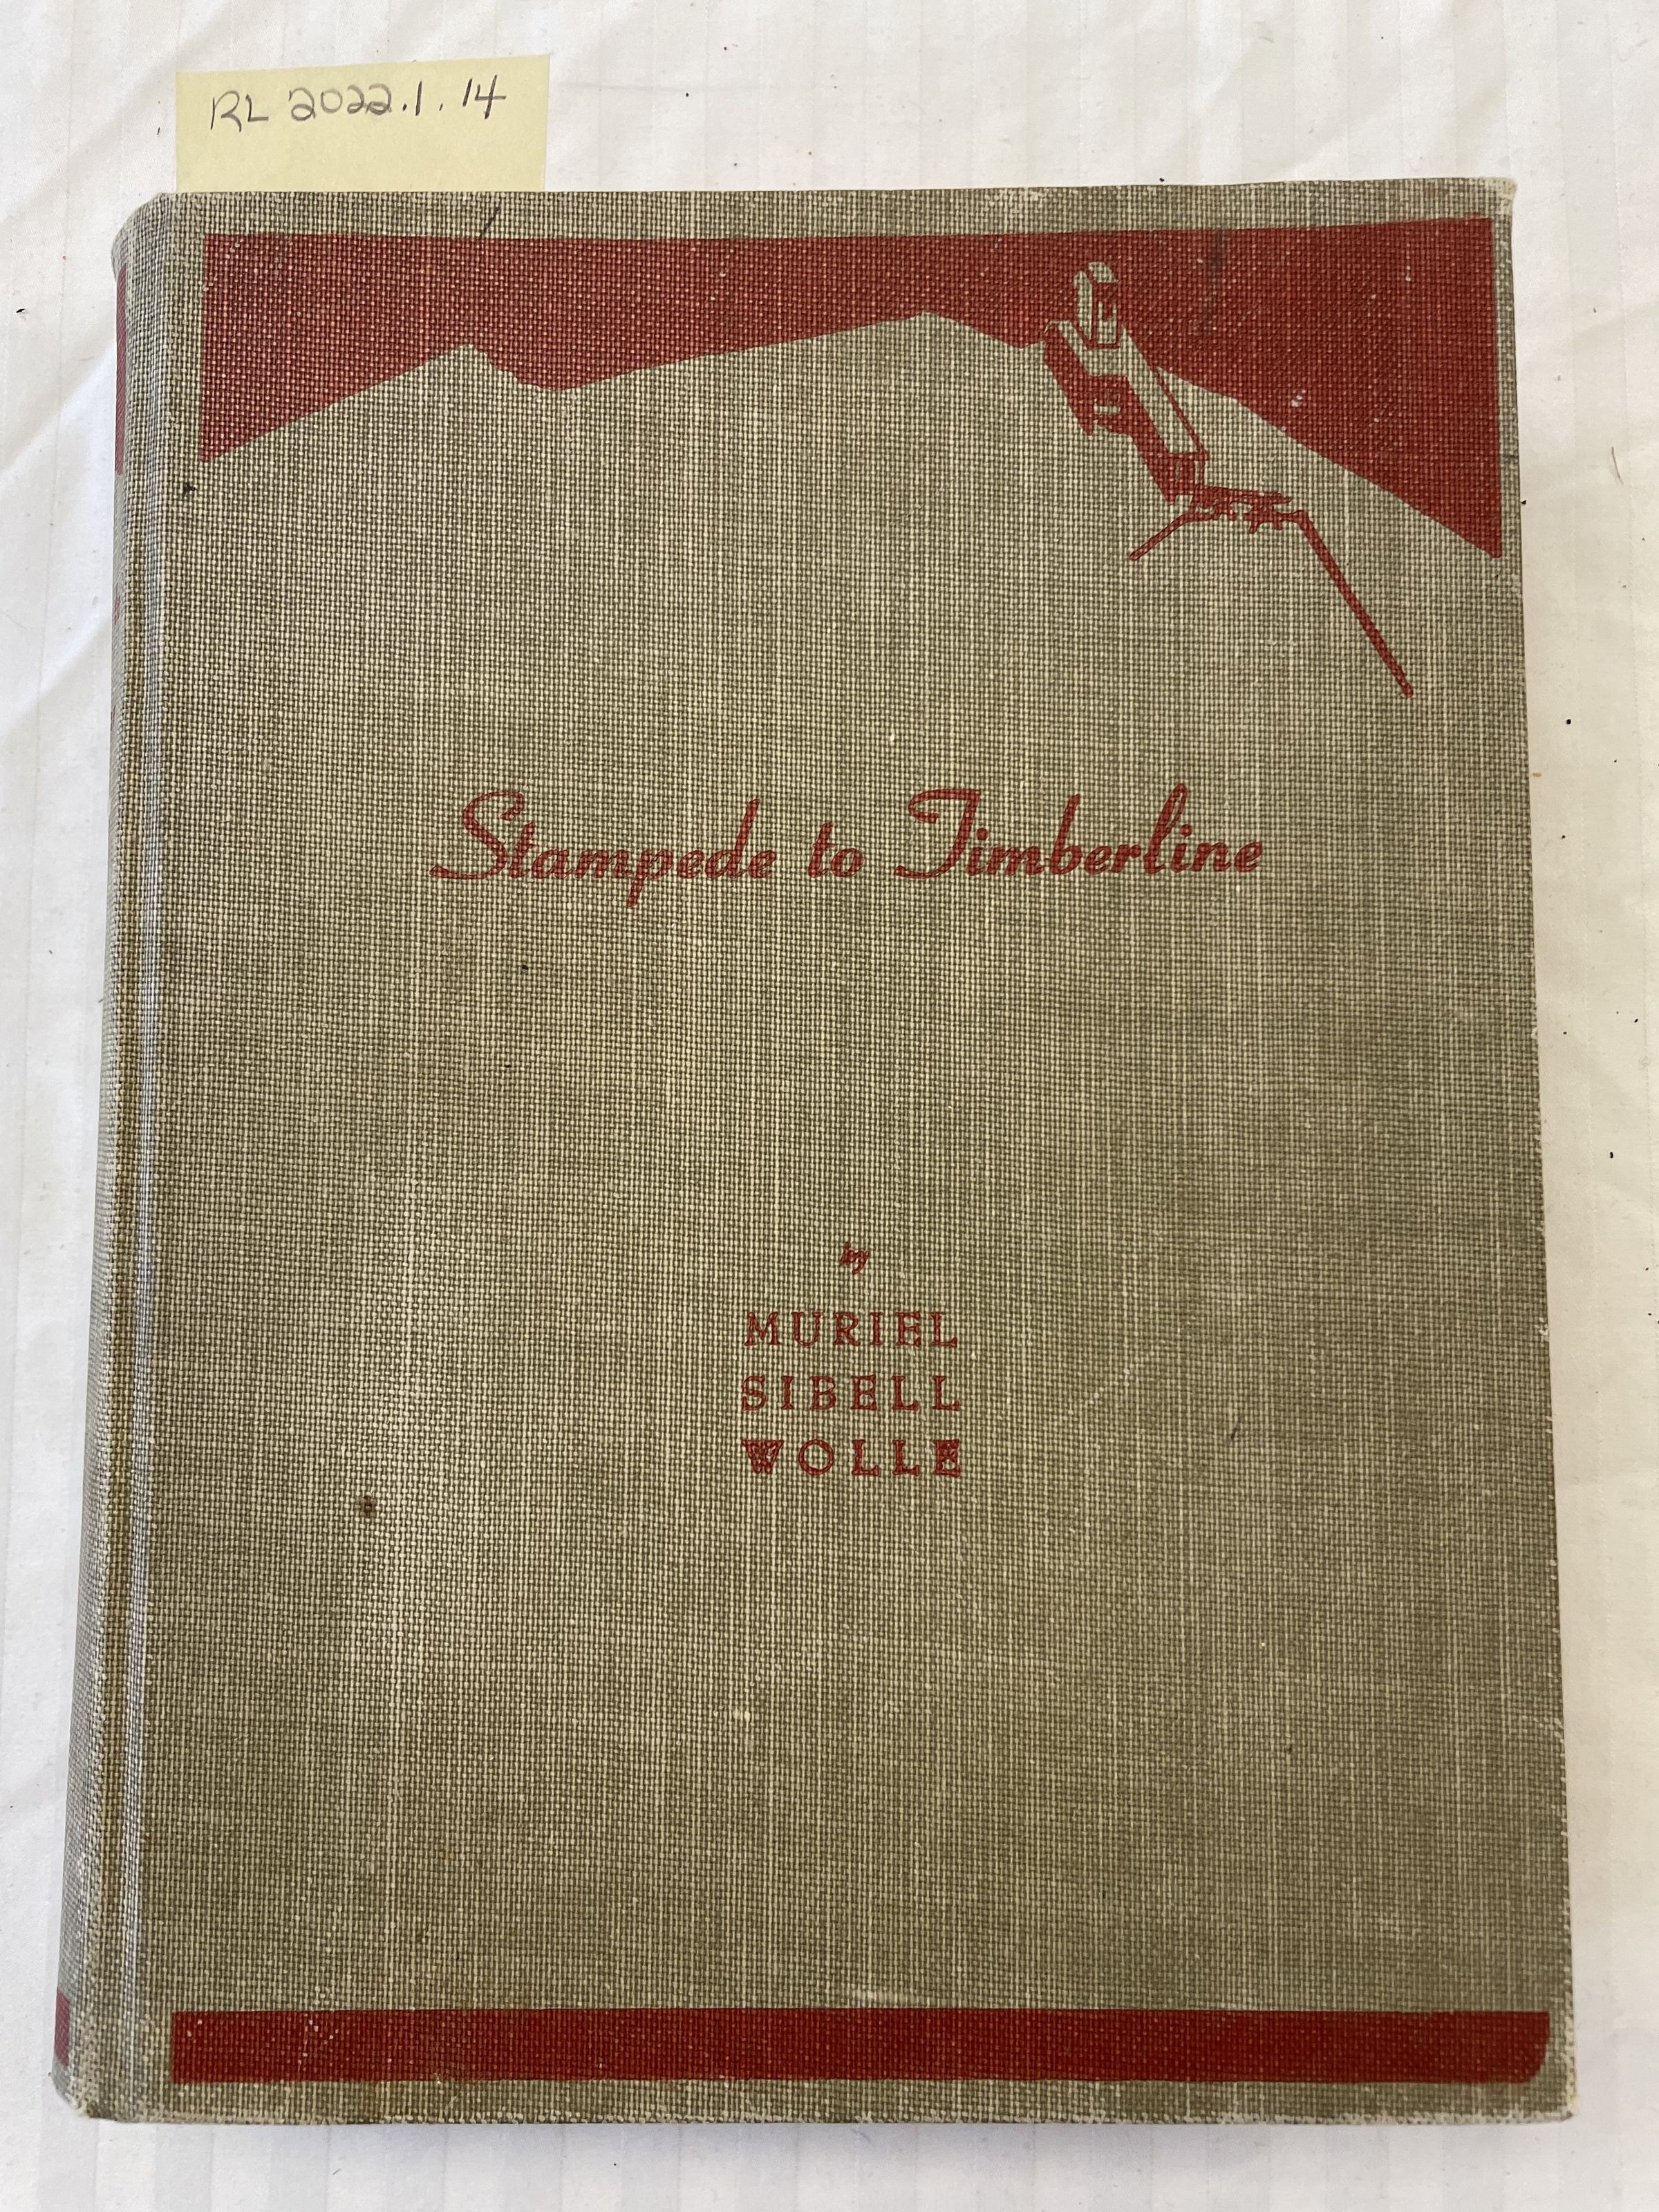 RL 2022.1.14
Stampede to Timberline
by
MURIEL
SIBELL
WOLLE